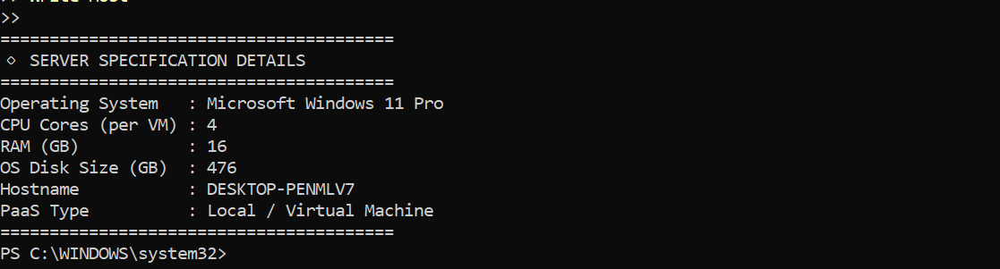 >>
========================================
◇ SERVER SPECIFICATION DETAILS
========================================
Operating System   : Microsoft Windows 11 Pro
CPU Cores (per VM) : 4
RAM (GB)           : 16
OS Disk Size (GB)  : 476
Hostname           : DESKTOP-PENMLV7
PaaS Type          : Local / Virtual Machine
========================================
PS C:\WINDOWS\system32>